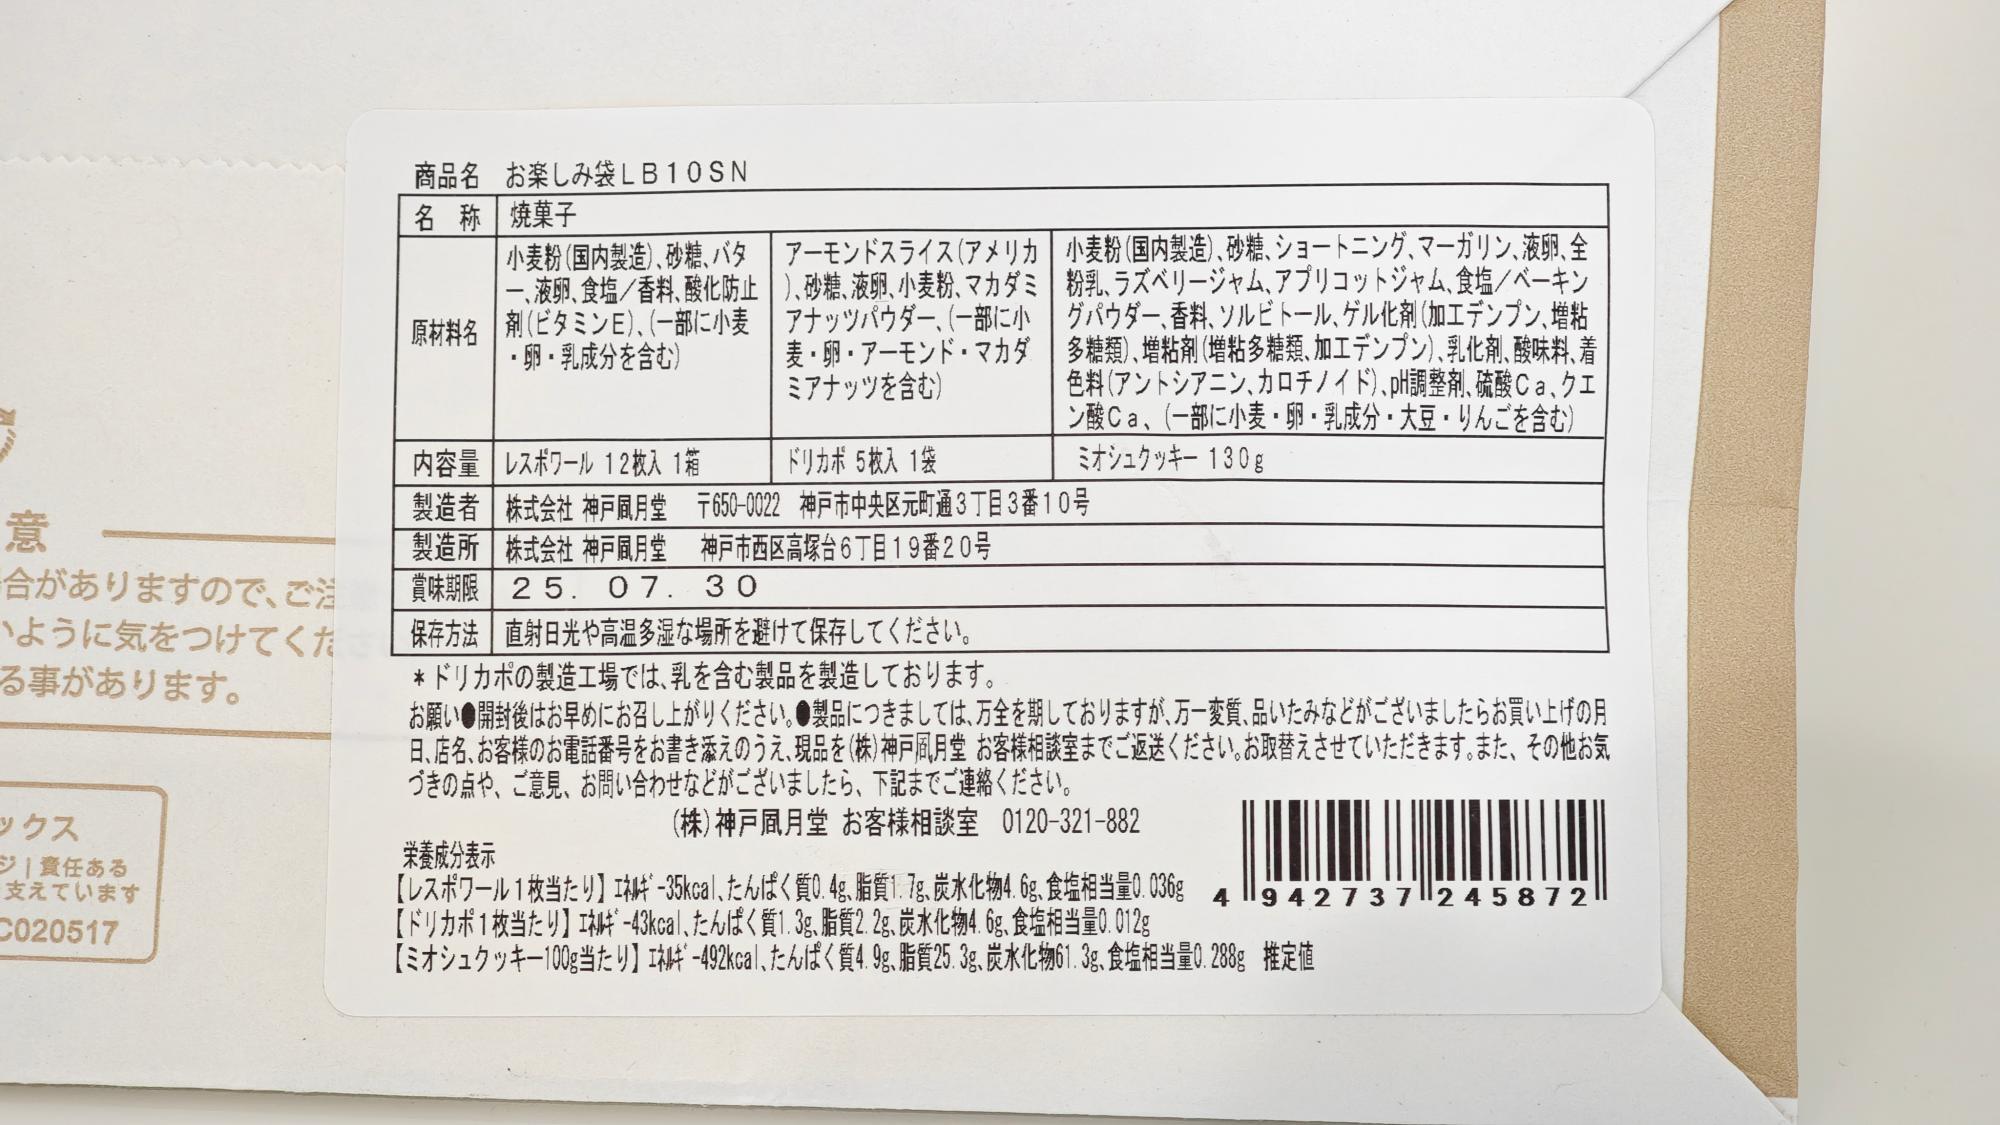 商品名 お楽しみ袋LB10SN
名 称 焼菓子
原材料名
小麦粉(国内製造)、砂糖、バタ
ー、液卵、食塩/香料、酸化防止
剤(ビタミンE)、(一部に小麦
・卵・乳成分を含む)
アーモンドスライス(アメリカ
)、砂糖、液卵、小麦粉、マカダミ
アナッツパウダー、(一部に小
麦・卵・アーモンド・マカダ
ミアナッツを含む)
小麦粉(国内製造)、砂糖、ショートニング、マーガリン、液卵、全
粉乳、ラズベリージャム、アプリコットジャム、食塩/ベーキン
グパウダー、香料、ソルビトール、ゲル化剤(加工デンプン、増粘
多糖類)、増粘剤(増粘多糖類、加工デンプン)、乳化剤、酸味料、着
色料(アントシアニン、カロチノイド)、pH調整剤、硫酸Ca、クエ
ン酸Ca、(一部に小麦・卵・乳成分・大豆・りんごを含む)
内容量 レスポワール 12枚入 1箱 ドリカポ 5枚入 1袋 ミオシュクッキー 130g
製造者 株式会社 神戸凮月堂 〒650-0022 神戸市中央区元町通3丁目3番10号
製造所 株式会社 神戸凮月堂 神戸市西区高塚台6丁目19番20号
賞味期限 25. 07. 30
保存方法 直射日光や高温多湿な場所を避けて保存してください。
*ドリカポの製造工場では、乳を含む製品を製造しております。
お願い●開封後はお早めにお召し上がりください。●製品につきましては、万全を期しておりますが、万一変質、品いたみなどがございましたらお買い上げの月
日、店名、お客様のお電話番号をお書き添えのうえ、現品を(株)神戸凮月堂 お客様相談室までご返送ください。お取替えさせていただきます。また、その他お気
づきの点や、ご意見、お問い合わせなどがございましたら、下記までご連絡ください。
(株)神戸凮月堂 お客様相談室 0120-321-882
栄養成分表示
【レスポワール1枚当たり】エネルギー35kcal、たんぱく質0.4g、脂質1.7g、炭水化物4.6g、食塩相当量0.036g
【ドリカポ1枚当たり】エネルギー43kcal、たんぱく質1.3g、脂質2.2g、炭水化物4.6g、食塩相当量0.012g
【ミオシュクッキー100g当たり】エネルギー492kcal、たんぱく質4.9g、脂質25.3g、炭水化物61.3g、食塩相当量0.288g 推定値
4 942737 245872
意
合がありますので、ご注
いように気をつけてくだ
る事があります。
ックス
ジ | 責任ある
支えています
C020517